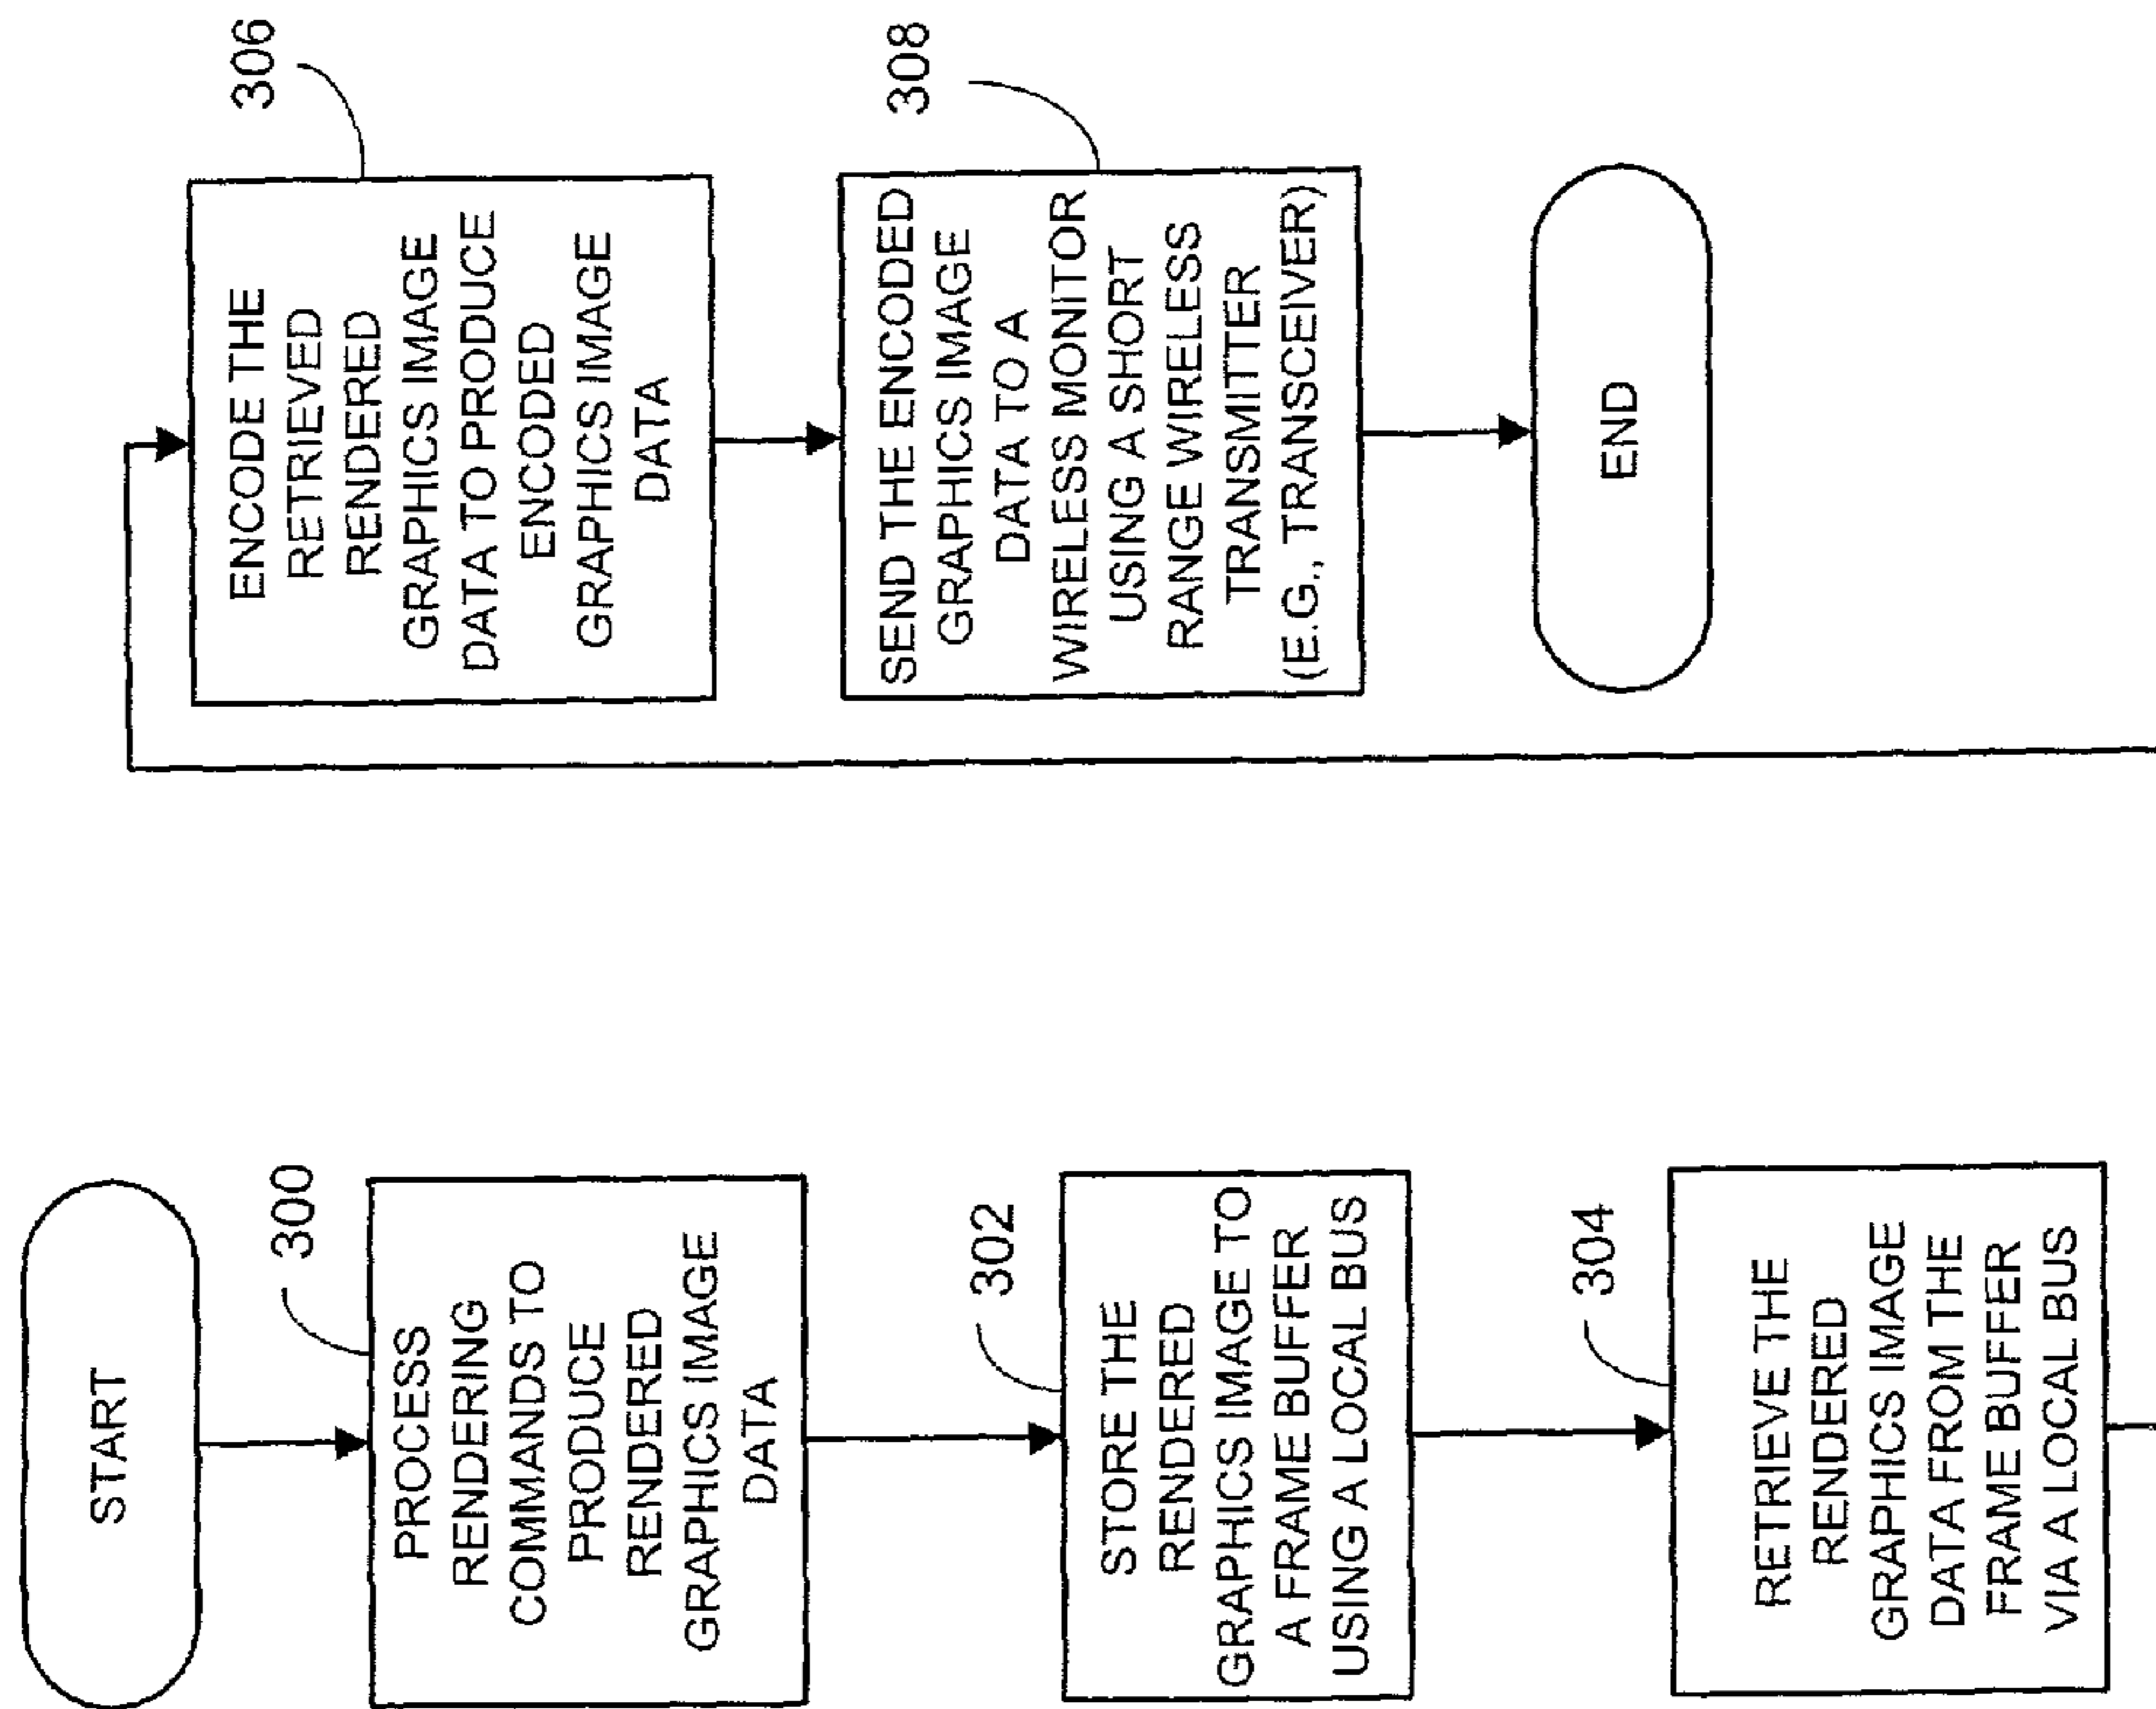 START
300
PROCESS
RENDERING
COMMANDS TO
PRODUCE
RENDERED
GRAPHICS IMAGE
DATA
302
STORE THE
RENDERED
GRAPHICS IMAGE TO
A FRAME BUFFER
USING A LOCAL BUS
304
RETRIEVE THE
RENDERED
GRAPHICS IMAGE
DATA FROM THE
FRAME BUFFER
VIA A LOCAL BUS
306
ENCODE THE
RETRIEVED
RENDERED
GRAPHICS IMAGE
DATA TO PRODUCE
ENCODED
GRAPHICS IMAGE
DATA
308
SEND THE ENCODED
GRAPHICS IMAGE
DATA TO A
WIRELESS MONITOR
USING A SHORT
RANGE WIRELESS
TRANSMITTER
(E.G., TRANSCEIVER)
END